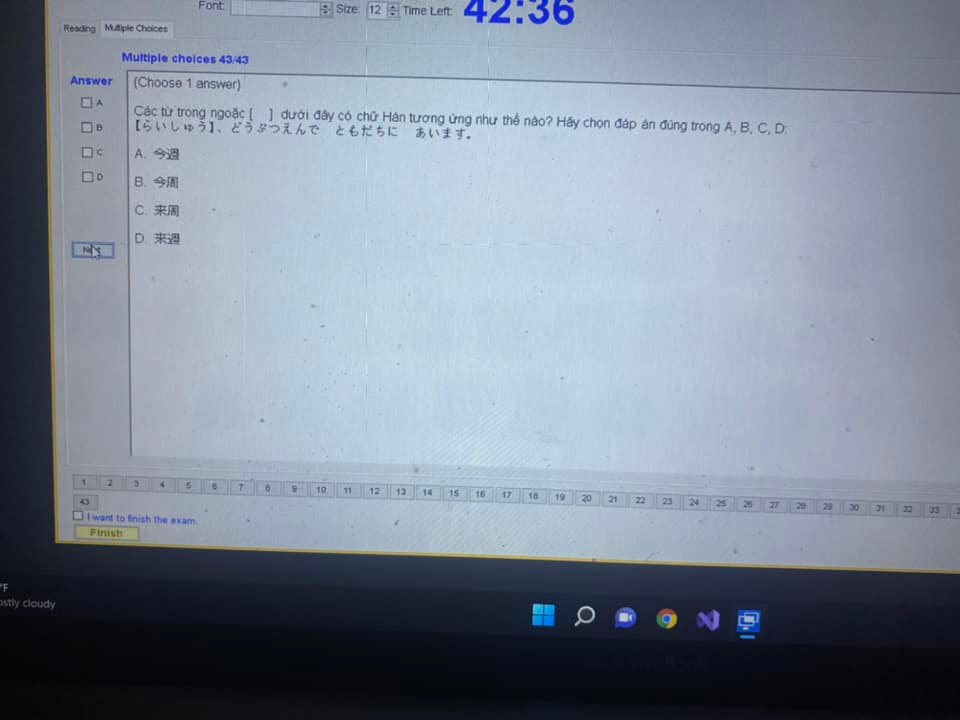 Font:
Size: 12
Time Left: 42:36
Reading
Multiple Choices
Multiple choices 43/43
Answer
(Choose 1 answer)
A
B
C
D
Các từ trong ngoặc [ ] dưới đây có chữ Hán tương ứng như thế nào? Hãy chọn đáp án đúng trong A, B, C, D:
【らいしゅう】、どうぶつえんで ともだちに あいます。
A. 今週
B. 今周
C. 来周
D. 来週
1 2 3 4 5 6 7 8 9 10 11 12 13 14 15 16 17 18 19 20 21 22 23 24 25 26 27 28 29 30 31 32 33
43
I want to finish the exam.
Finish
°F
ostly cloudy